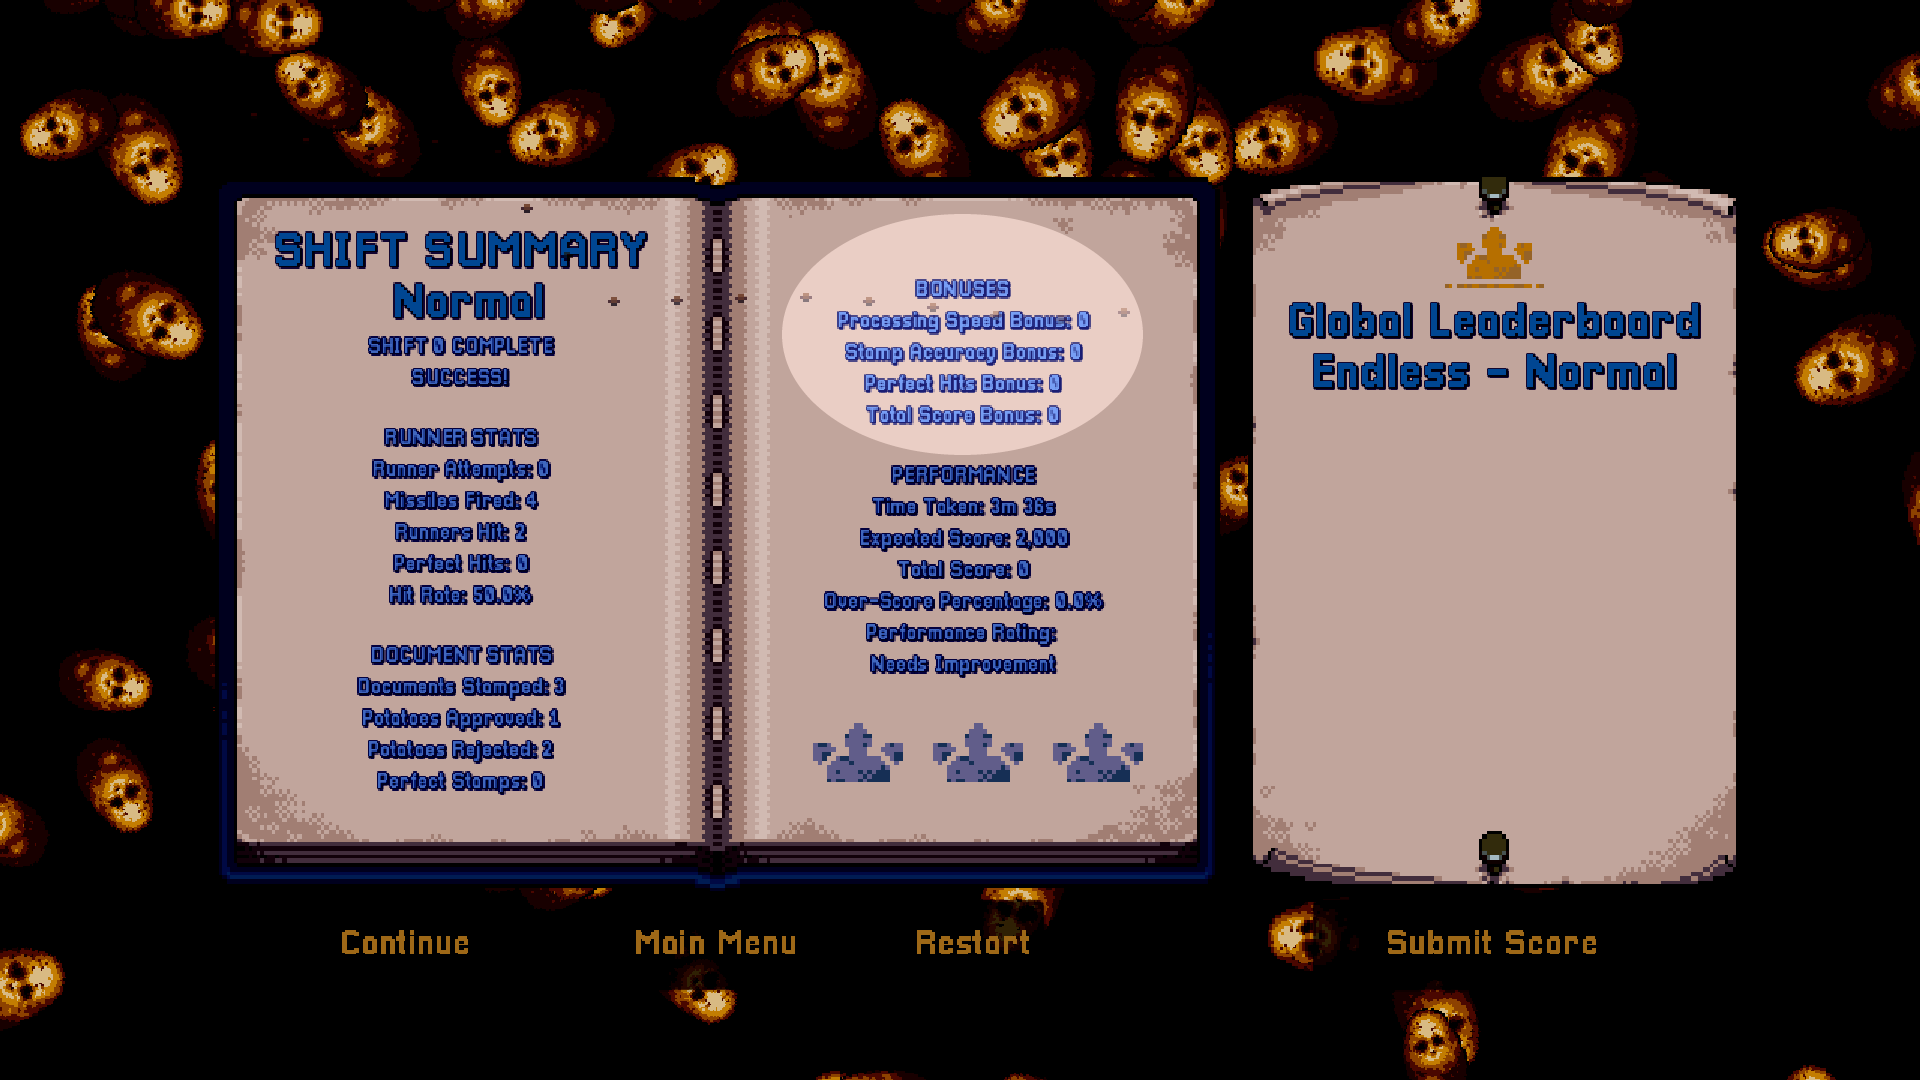 SHIFT SUMMARY
Normal
SHIFT 0 COMPLETE
SUCCESS!
RUNNER STATS
Runner Attempts: 0
Missiles Fired: 4
Runners Hit: 2
Perfect Hits: 0
Hit Rate: 50.0%
DOCUMENT STATS
Documents Stamped: 3
Potatoes Approved: 1
Potatoes Rejected: 2
Perfect Stamps: 0
BONUSES
Processing Speed Bonus: 0
Stamp Accuracy Bonus: 0
Perfect Hits Bonus: 0
Total Score Bonus: 0
PERFORMANCE
Time Taken: 3m 36s
Expected Score: 2,000
Total Score: 0
Over-Score Percentage: 0.0%
Performance Rating:
Needs Improvement
Global Leaderboard
Endless - Normal
Continue
Main Menu
Restart
Submit Score